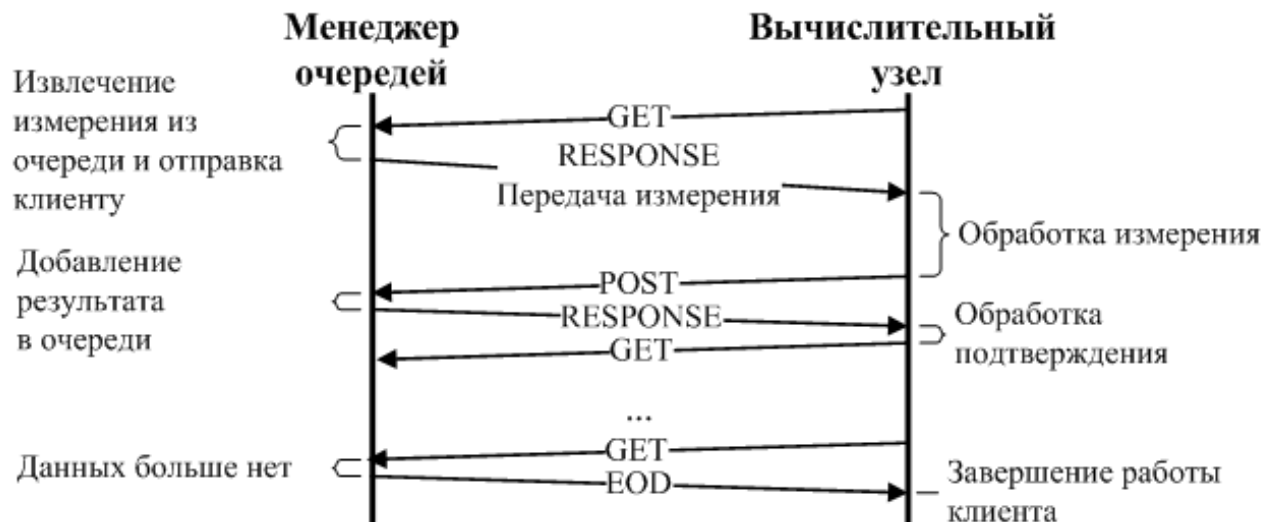 Менеджер
очередей
Вычислительный
узел
Извлечение
измерения из
очереди и отправка
клиенту
GET
RESPONSE
Передача измерения
Обработка измерения
Добавление
результата
в очереди
POST
RESPONSE
GET
Обработка
подтверждения
...
GET
Данных больше нет
EOD
Завершение работы
клиента